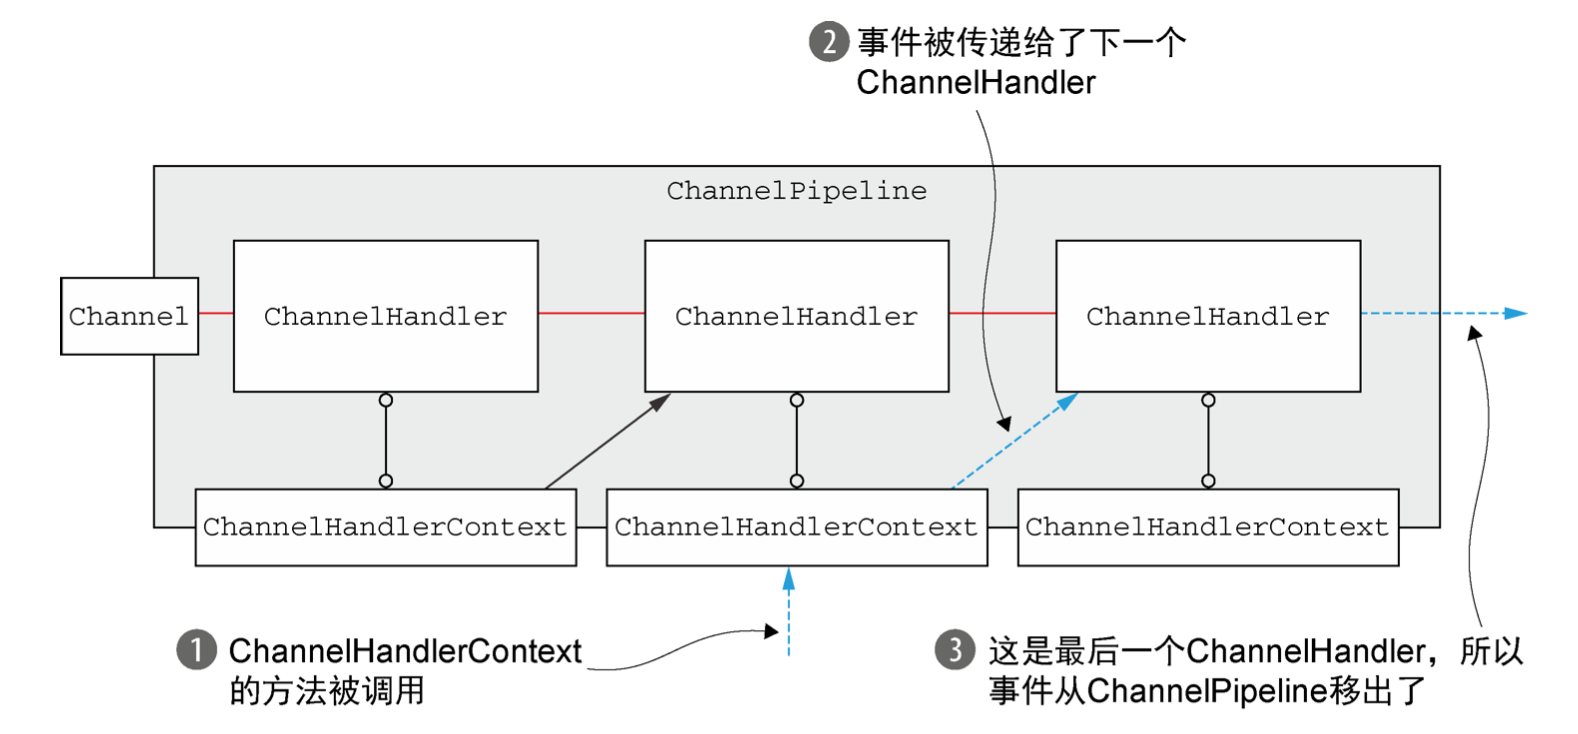 2 事件被传递给了下一个
ChannelHandler
ChannelPipeline
Channel
ChannelHandler
ChannelHandler
ChannelHandler
ChannelHandlerContext
ChannelHandlerContext
ChannelHandlerContext
1 ChannelHandlerContext
的方法被调用
3 这是最后一个ChannelHandler，所以
事件从ChannelPipeline移出了